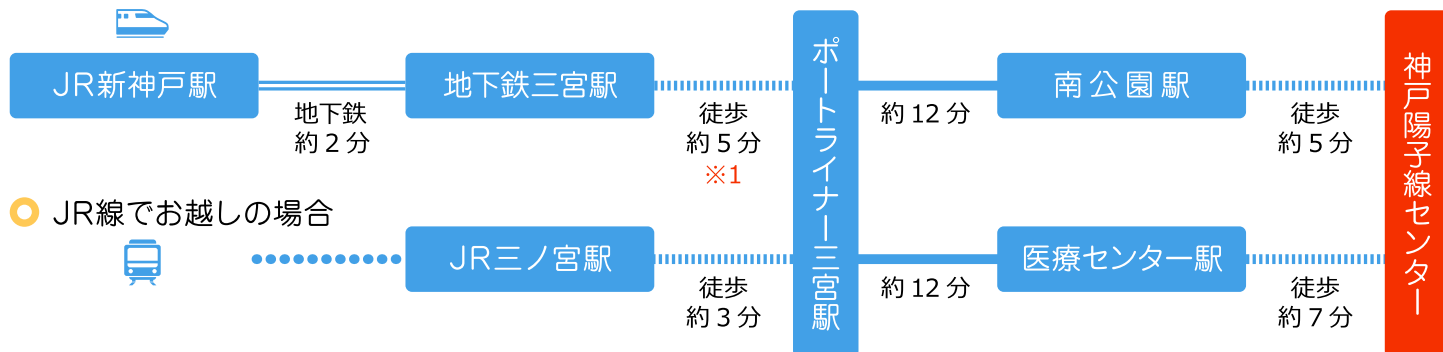 JR新神戸駅
地下鉄
約2分
地下鉄三宮駅
徒歩
約5分
※1
ポートライナー三宮駅
約12分
南公園駅
徒歩
約5分
神戸陽子線センター
JR線でお越しの場合
JR三ノ宮駅
徒歩
約3分
約12分
医療センター駅
徒歩
約7分